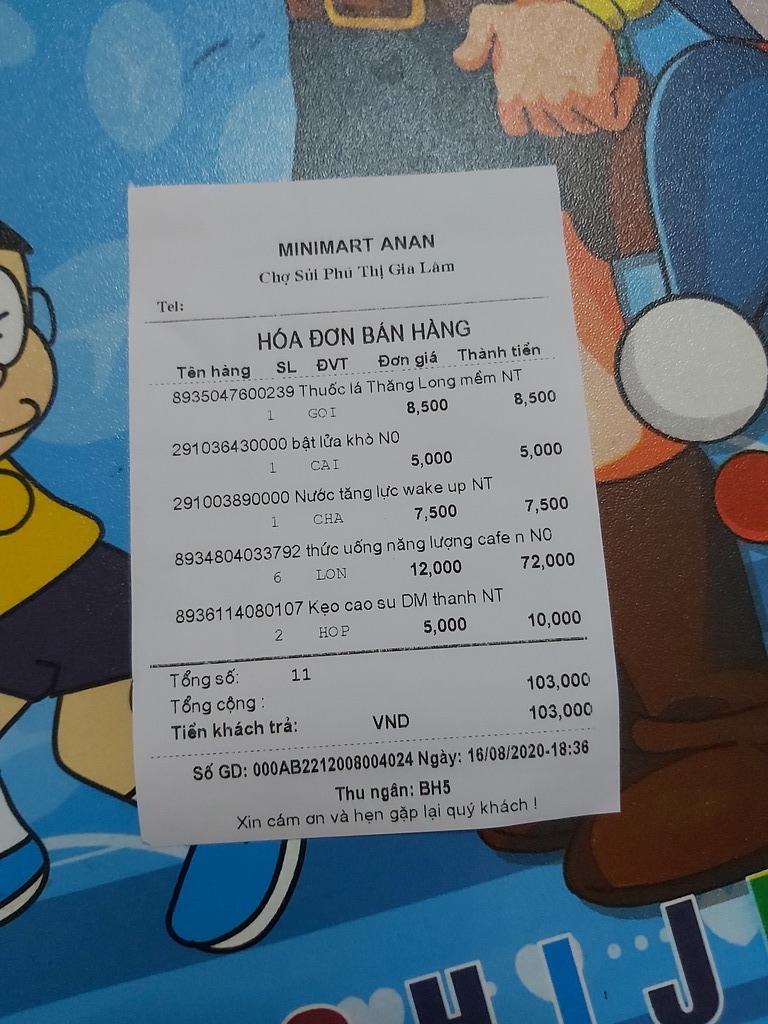 MINIMART ANAN
Chợ Sủi Phú Thị Gia Lâm
Tel:
HÓA ĐƠN BÁN HÀNG
Tên hàng SL ĐVT Đơn giá Thành tiền
8935047600239 Thuốc lá Thăng Long mềm NT
1 GOI 8,500 8,500
291036430000 bật lửa khò N0
1 CAI 5,000 5,000
291003890000 Nước tăng lực wake up NT
1 CHA 7,500 7,500
8934804033792 thức uống năng lượng cafe n N0
6 LON 12,000 72,000
8936114080107 Kẹo cao su DM thanh NT
2 HOP 5,000 10,000
Tổng số: 11
Tổng cộng : 103,000
Tiền khách trả: VND 103,000
Số GD: 000AB2212008004024 Ngày: 16/08/2020-18:36
Thu ngân: BH5
Xin cám ơn và hẹn gặp lại quý khách !
H I J